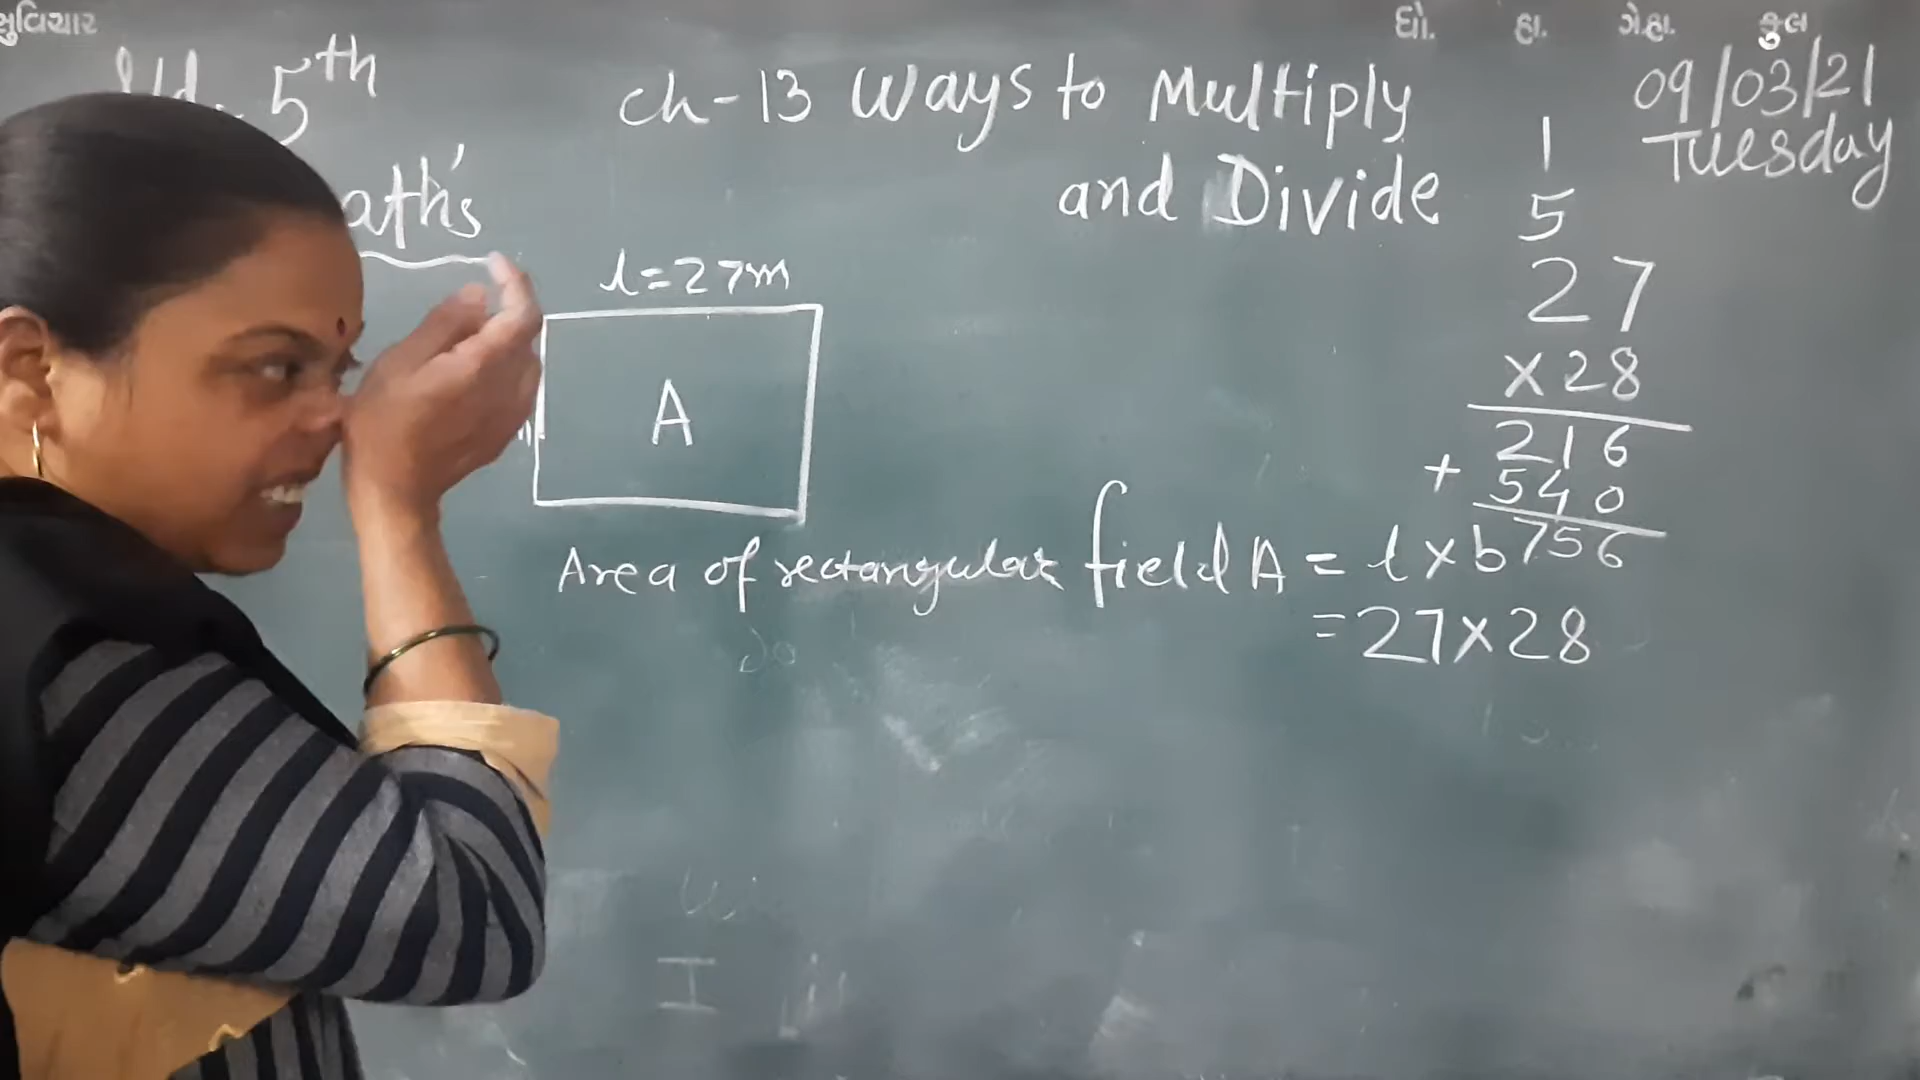 સુવિચાર
ધો. હા. ગે.હા. કુલ
5th
ch-13 Ways to Multiply
and Divide
09/03/21
Tuesday
ath's
l=27m
A
1
5
27
×28
216
+ 540
756
Area of rectangular field A = l×b
=27×28